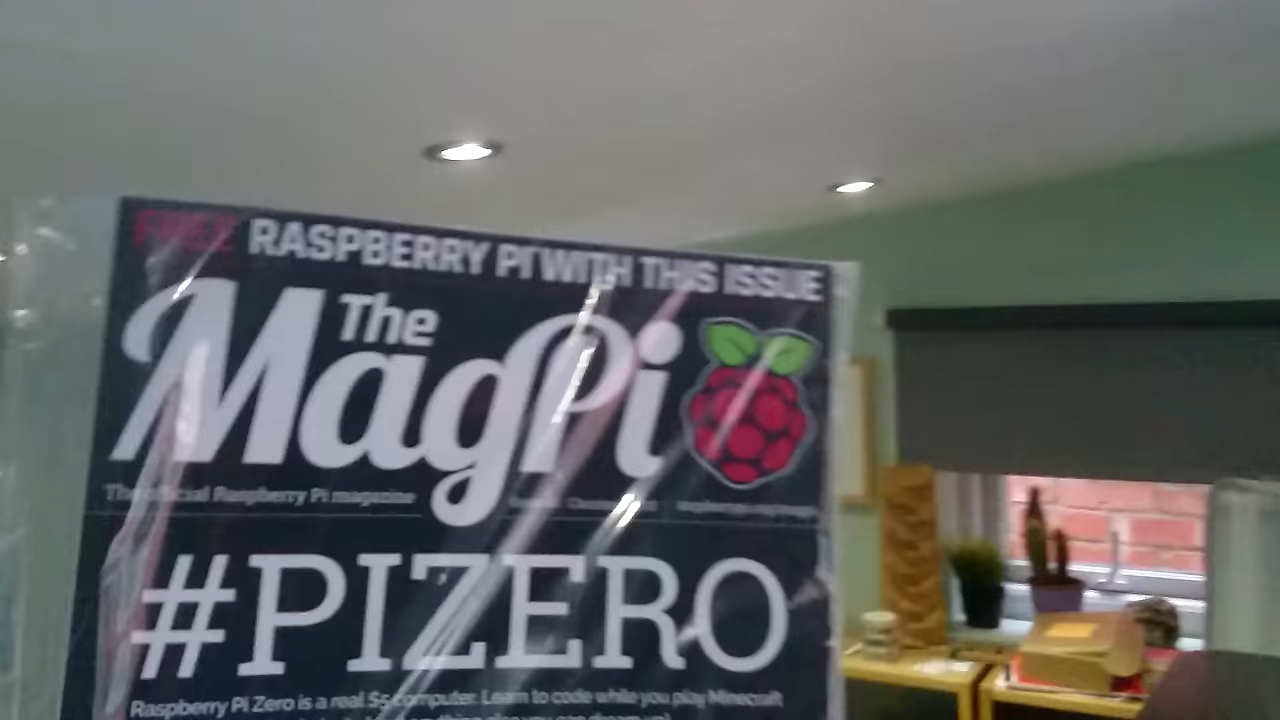 FREE RASPBERRY PI WITH THIS ISSUE
The
MagPi
The official Raspberry Pi magazine
#PIZERO
Raspberry Pi Zero is a real $5 computer. Learn to code while you play Minecraft